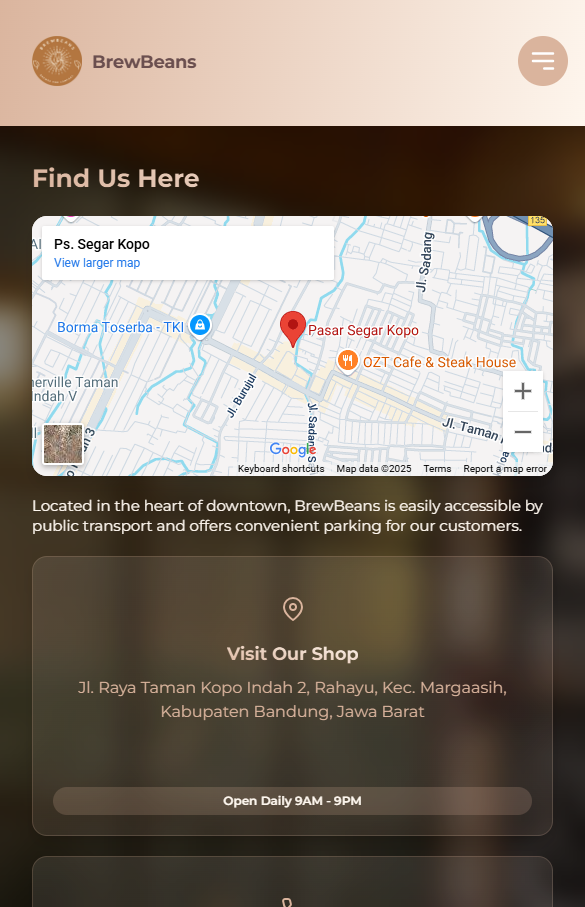 BREWBEANS
BrewBeans
Find Us Here
135
Ps. Segar Kopo
View larger map
Jl. Sadang
Borma Toserba - TKI
Pasar Segar Kopo
OZT Cafe & Steak House
nerville Taman
Indah V
Jl. Burujul
Jl. Sadang
Jl. Taman
Google
Keyboard shortcuts
Map data ©2025
Terms
Report a map error
Located in the heart of downtown, BrewBeans is easily accessible by
public transport and offers convenient parking for our customers.
Visit Our Shop
Jl. Raya Taman Kopo Indah 2, Rahayu, Kec. Margaasih,
Kabupaten Bandung, Jawa Barat
Open Daily 9AM - 9PM